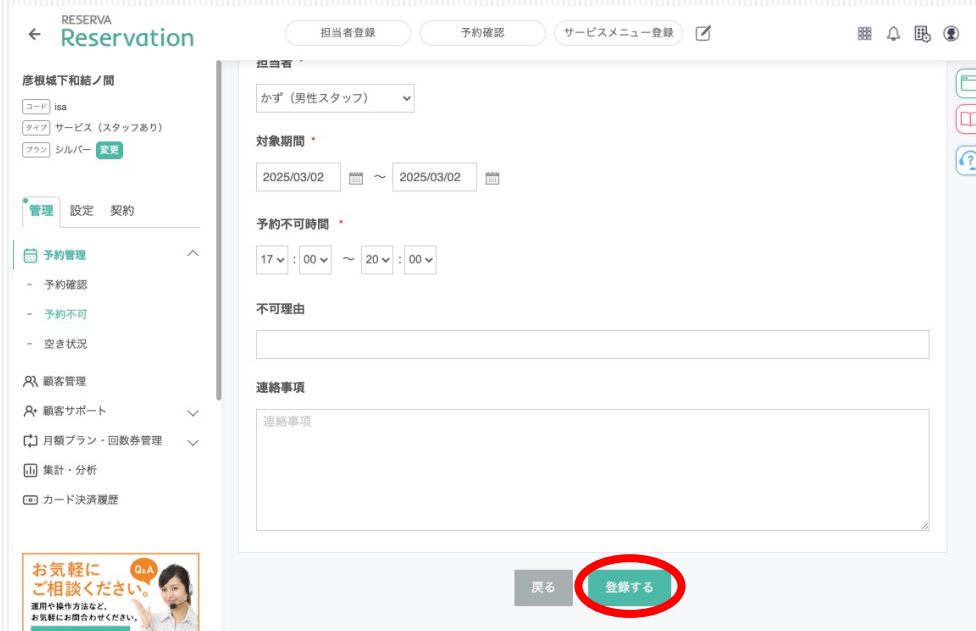 RESERVA
Reservation
担当者登録
予約確認
サービスメニュー登録
彦根城下和結ノ間
コード isa
タイプ サービス（スタッフあり）
プラン シルバー 変更
管理 設定 契約
予約管理
- 予約確認
- 予約不可
- 空き状況
顧客管理
顧客サポート
月額プラン・回数券管理
集計・分析
カード決済履歴
お気軽に
ご相談ください。
Q&A
運用や操作方法など、
お気軽にお問合わせください。
担当者 *
かず（男性スタッフ）
対象期間 *
2025/03/02 ～ 2025/03/02
予約不可時間 *
17 : 00 ～ 20 : 00
不可理由
連絡事項
連絡事項
戻る
登録する